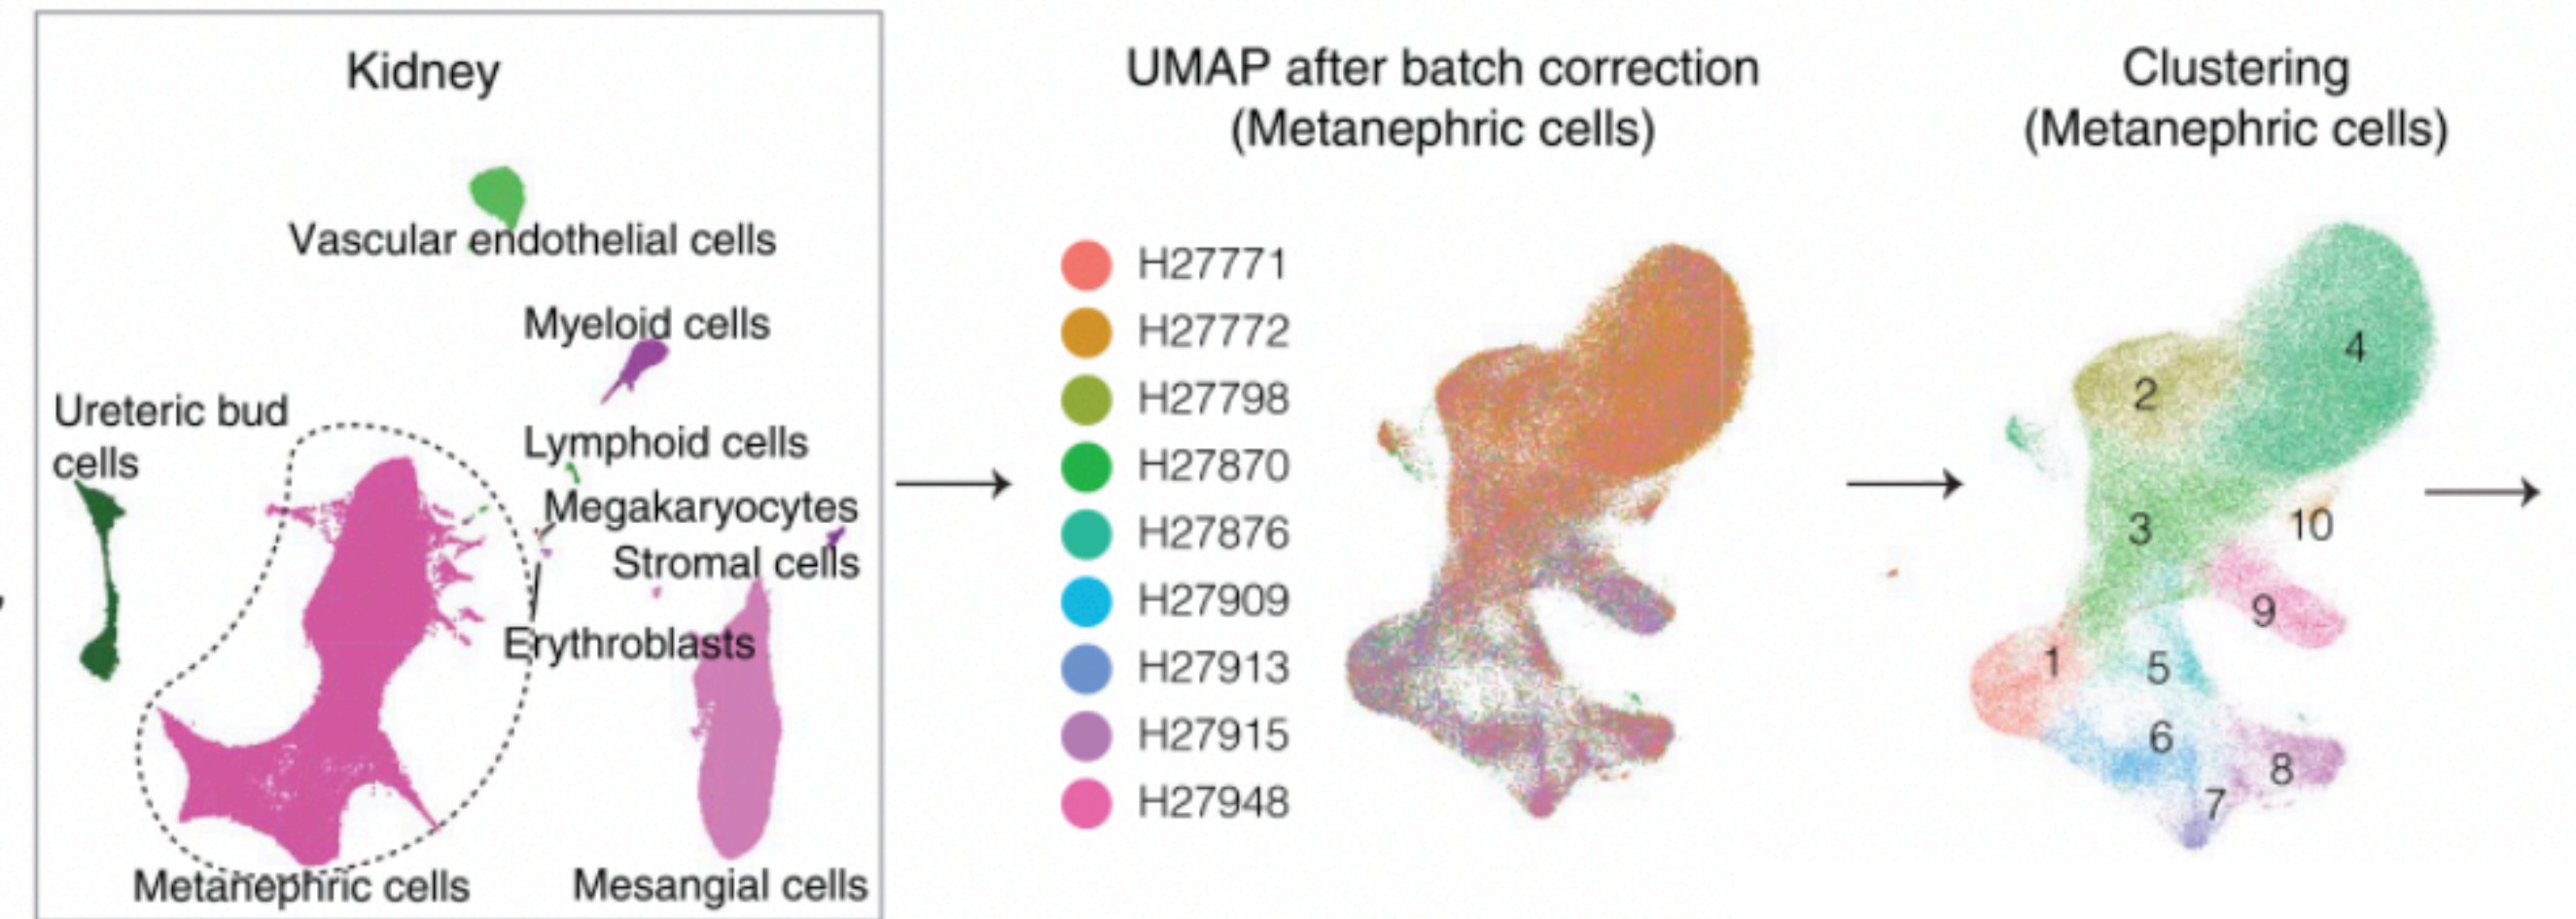 Kidney
Vascular endothelial cells
Myeloid cells
Ureteric bud
cells
Lymphoid cells
Megakaryocytes
Stromal cells
Erythroblasts
Metanephric cells
Mesangial cells
UMAP after batch correction
(Metanephric cells)
H27771
H27772
H27798
H27870
H27876
H27909
H27913
H27915
H27948
Clustering
(Metanephric cells)
4
2
3
10
9
1
5
6
8
7